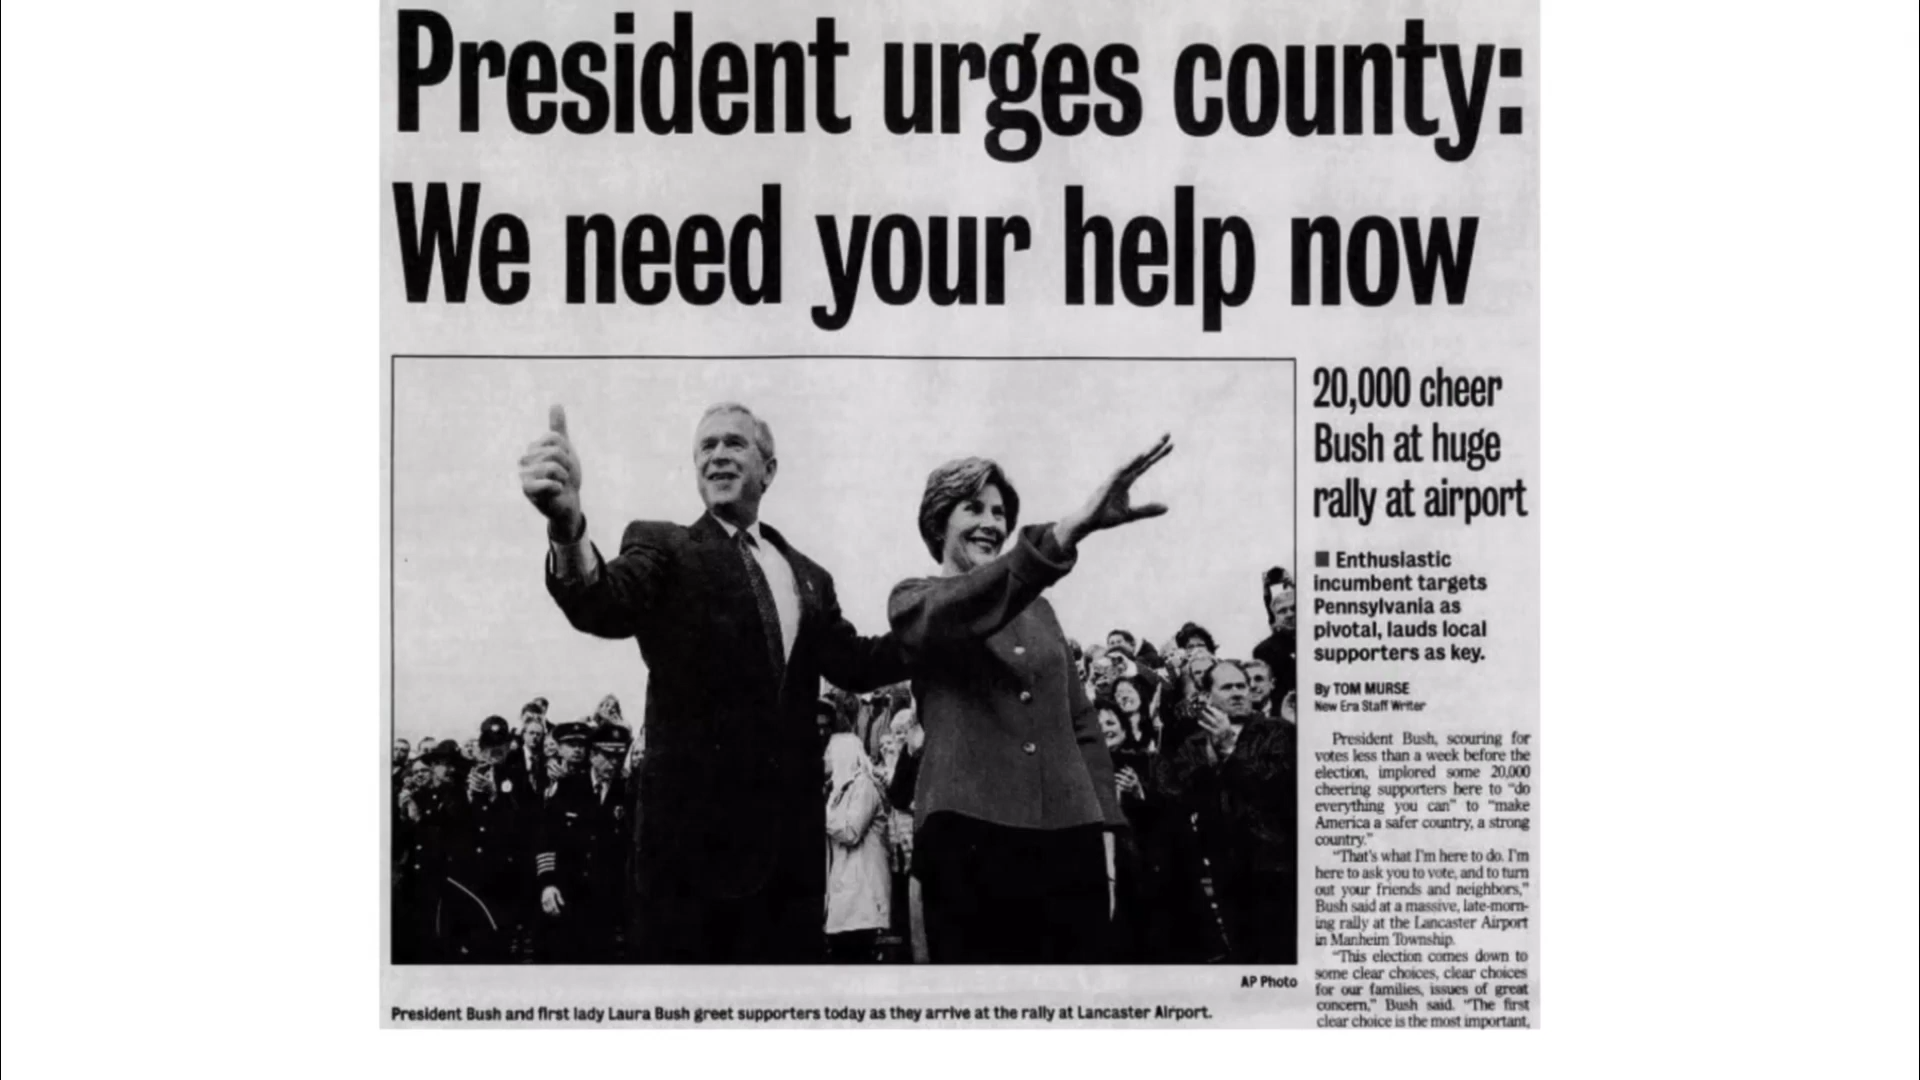 President urges county:
We need your help now
20,000 cheer
Bush at huge
rally at airport
■ Enthusiastic
incumbent targets
Pennsylvania as
pivotal, lauds local
supporters as key.
By TOM MURSE
New Era Staff Writer
President Bush, scouring for
votes less than a week before the
election, implored some 20,000
cheering supporters here to “do
everything you can” to “make
America a safer country, a strong
country.”
“That’s what I’m here to do. I’m
here to ask you to vote, and to turn
out your friends and neighbors,”
Bush said at a massive, late-morn-
ing rally at the Lancaster Airport
in Manheim Township.
“This election comes down to
some clear choices, clear choices
for our families, issues of great
concern,” Bush said. “The first
clear choice is the most important,
AP Photo
President Bush and first lady Laura Bush greet supporters today as they arrive at the rally at Lancaster Airport.